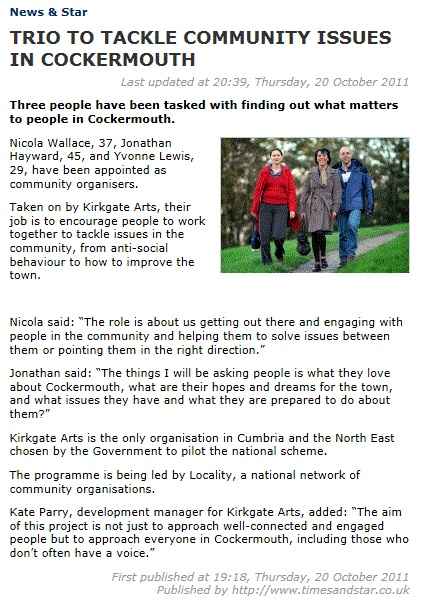 News & Star
TRIO TO TACKLE COMMUNITY ISSUES
IN COCKERMOUTH
Last updated at 20:39, Thursday, 20 October 2011
Three people have been tasked with finding out what matters
to people in Cockermouth.
Nicola Wallace, 37, Jonathan
Hayward, 45, and Yvonne Lewis,
29, have been appointed as
community organisers.
Taken on by Kirkgate Arts, their
job is to encourage people to work
together to tackle issues in the
community, from anti-social
behaviour to how to improve the
town.
Nicola said: “The role is about us getting out there and engaging with
people in the community and helping them to solve issues between
them or pointing them in the right direction.”
Jonathan said: “The things I will be asking people is what they love
about Cockermouth, what are their hopes and dreams for the town,
and what issues they have and what they are prepared to do about
them?”
Kirkgate Arts is the only organisation in Cumbria and the North East
chosen by the Government to pilot the national scheme.
The programme is being led by Locality, a national network of
community organisations.
Kate Parry, development manager for Kirkgate Arts, added: “The aim
of this project is not just to approach well-connected and engaged
people but to approach everyone in Cockermouth, including those who
don’t often have a voice.”
First published at 19:18, Thursday, 20 October 2011
Published by http://www.timesandstar.co.uk